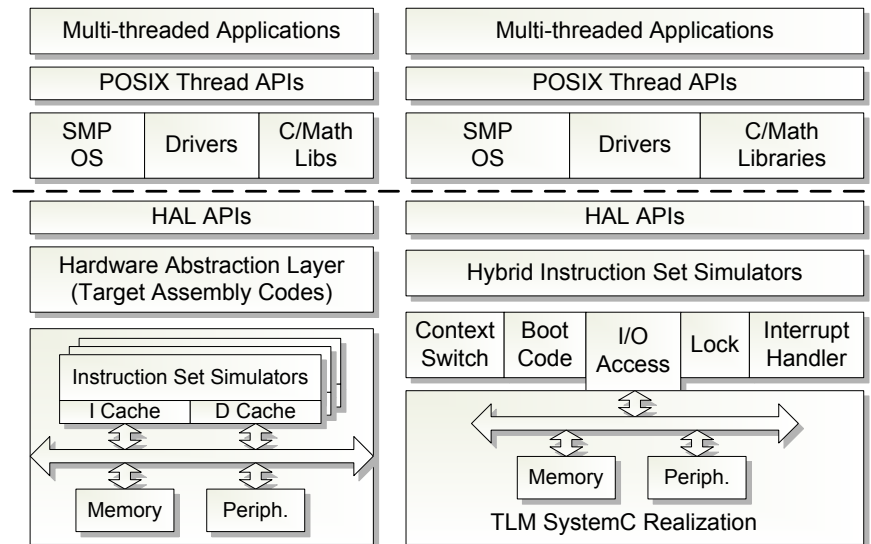 Multi-threaded Applications
POSIX Thread APIs
SMP
OS
Drivers
C/Math
Libs
HAL APIs
Hardware Abstraction Layer
(Target Assembly Codes)
Instruction Set Simulators
I Cache
D Cache
Memory
Periph.
Multi-threaded Applications
POSIX Thread APIs
SMP
OS
Drivers
C/Math
Libraries
HAL APIs
Hybrid Instruction Set Simulators
Context
Switch
Boot
Code
I/O
Access
Lock
Interrupt
Handler
Memory
Periph.
TLM SystemC Realization